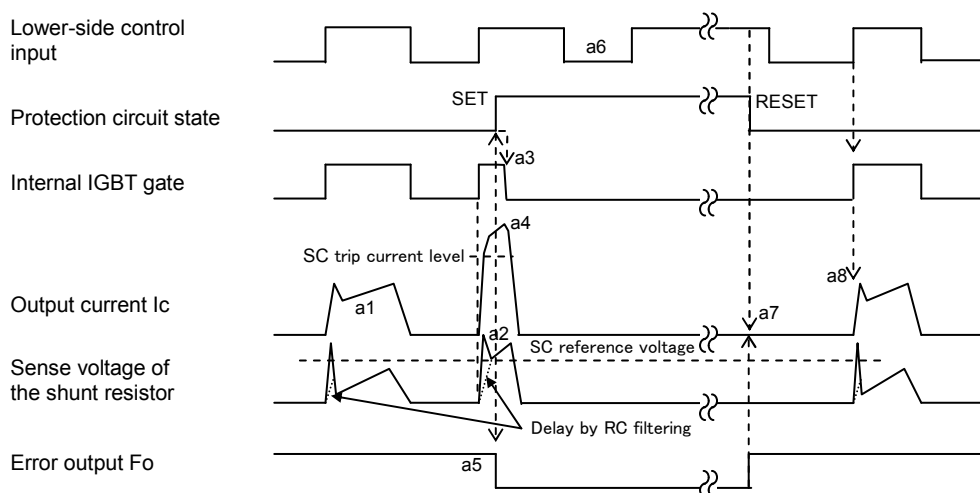 Lower-side control
input
a6
SET
RESET
Protection circuit state
a3
Internal IGBT gate
a4
SC trip current level
a8
Output current Ic
a1
a7
a2
SC reference voltage
Sense voltage of
the shunt resistor
Delay by RC filtering
Error output Fo
a5